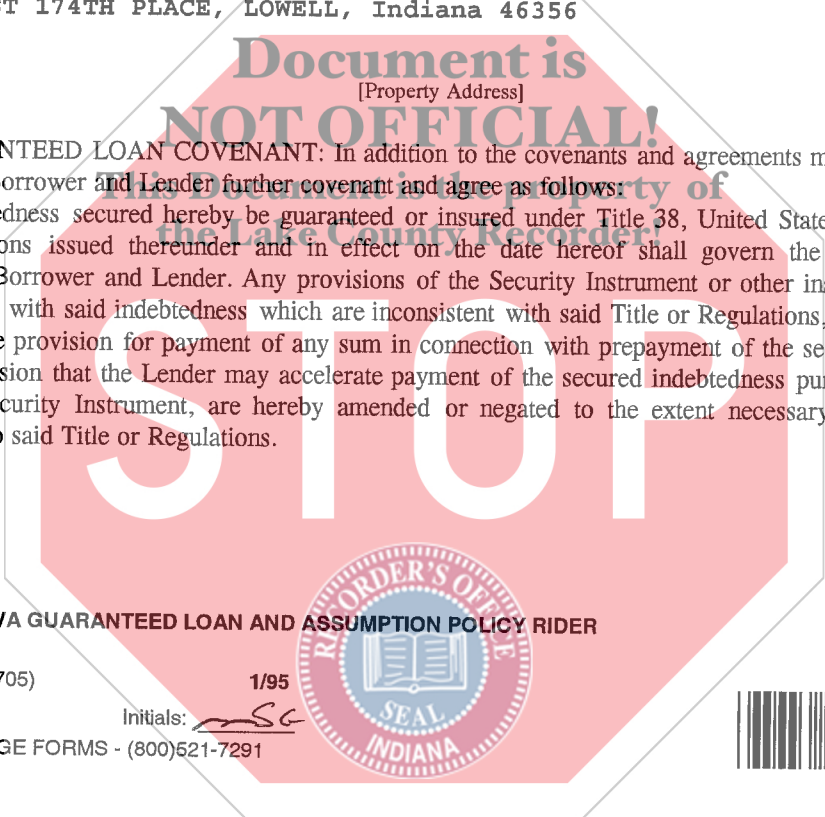 ST 174TH PLACE, LOWELL, Indiana 46356
Document is
[Property Address]
NOT OFFICIAL!
NTEED LOAN COVENANT: In addition to the covenants and agreements m
orrower and Lender further covenant and agree as follows:
This Document is the property of
edness secured hereby be guaranteed or insured under Title 38, United State
the Lake County Recorder!
ons issued thereunder and in effect on the date hereof shall govern the
Borrower and Lender. Any provisions of the Security Instrument or other in
with said indebtedness which are inconsistent with said Title or Regulations,
e provision for payment of any sum in connection with prepayment of the se
sion that the Lender may accelerate payment of the secured indebtedness pu
curity Instrument, are hereby amended or negated to the extent necessary
o said Title or Regulations.
STOP
RECORDER'S OFFICE
/A GUARANTEED LOAN AND ASSUMPTION POLICY RIDER
705) 1/95
SEAL
Initials: SG
INDIANA
GE FORMS - (800)521-7291